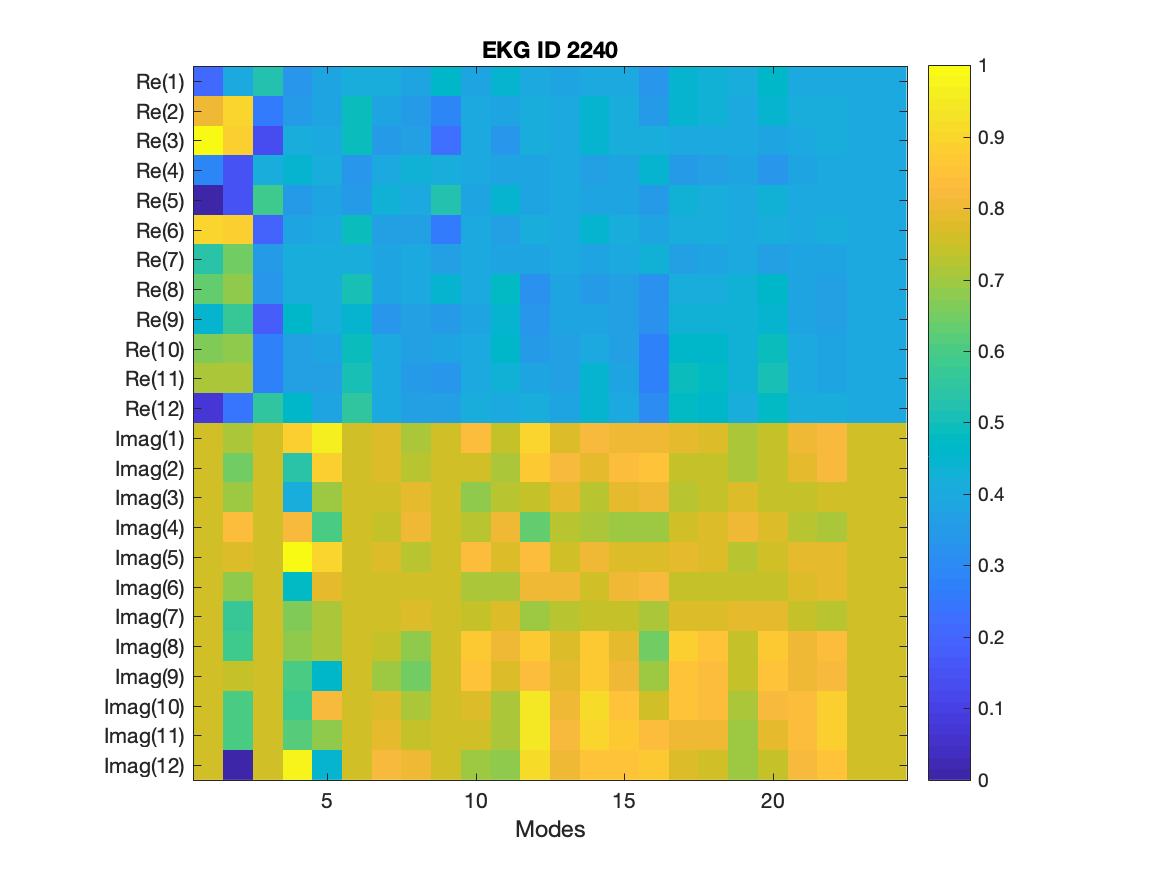 EKG ID 2240
Re(1)
Re(2)
Re(3)
Re(4)
Re(5)
Re(6)
Re(7)
Re(8)
Re(9)
Re(10)
Re(11)
Re(12)
Imag(1)
Imag(2)
Imag(3)
Imag(4)
Imag(5)
Imag(6)
Imag(7)
Imag(8)
Imag(9)
Imag(10)
Imag(11)
Imag(12)
5 10 15 20
Modes
1
0.9
0.8
0.7
0.6
0.5
0.4
0.3
0.2
0.1
0